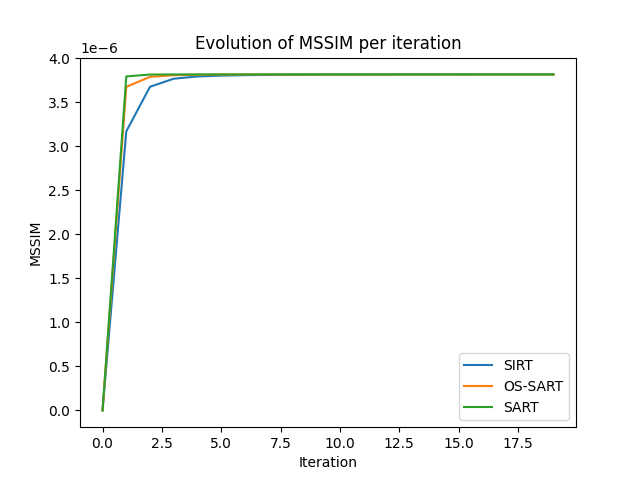 Evolution of MSSIM per iteration
1e−6
4.0
3.5
3.0
2.5
2.0
1.5
1.0
0.5
0.0
MSSIM
0.0 2.5 5.0 7.5 10.0 12.5 15.0 17.5
Iteration
SIRT
OS-SART
SART